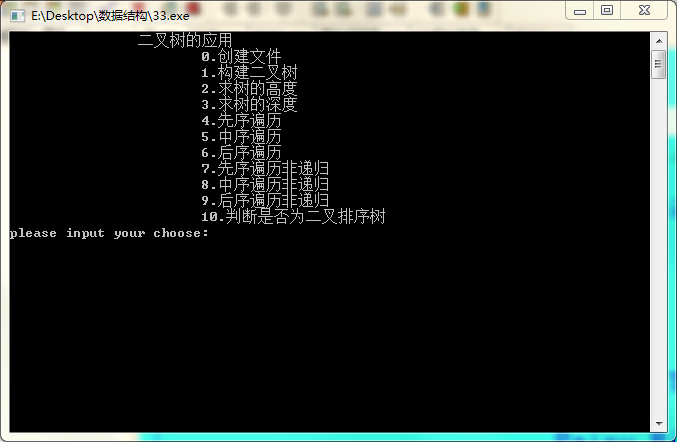 E:\Desktop\数据结构\33.exe
二叉树的应用
0.创建文件
1.构建二叉树
2.求树的高度
3.求树的深度
4.先序遍历
5.中序遍历
6.后序遍历
7.先序遍历非递归
8.中序遍历非递归
9.后序遍历非递归
10.判断是否为二叉排序树
please input your choose: